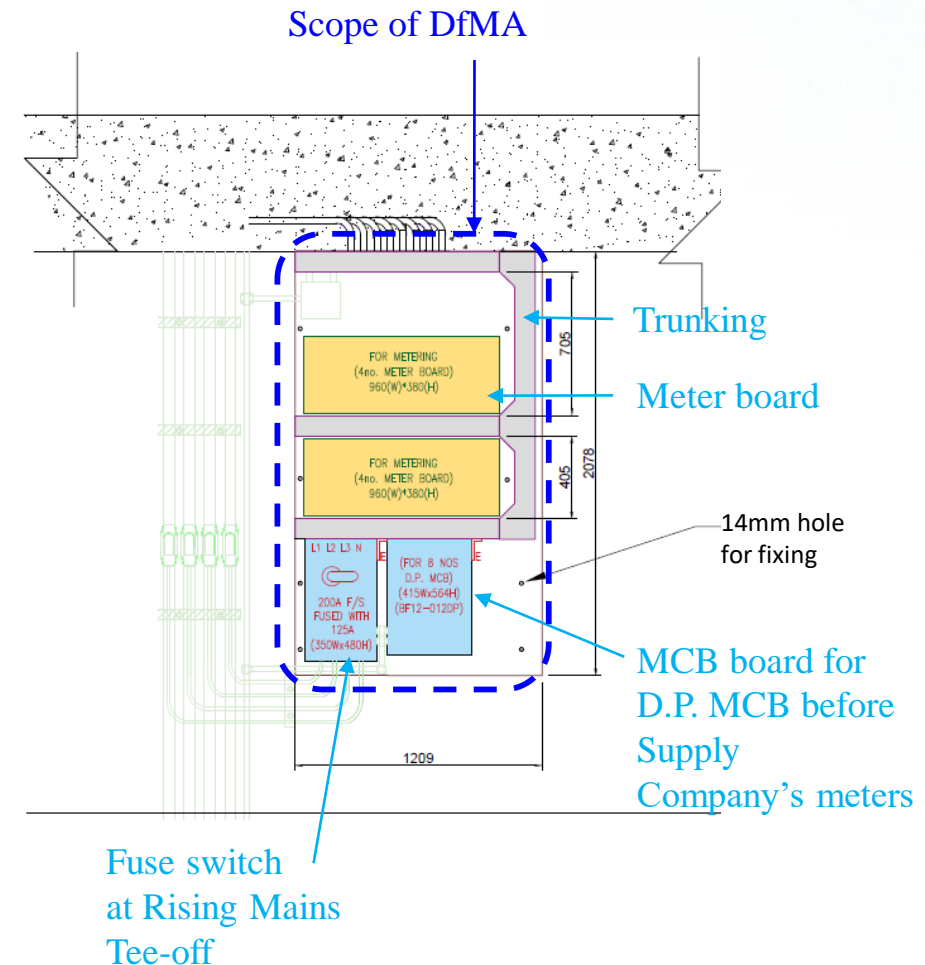 Scope of DfMA
Trunking
705
FOR METERING
(4no. METER BOARD)
960(W)*380(H)
Meter board
FOR METERING
(4no. METER BOARD)
960(W)*380(H)
405
2078
14mm hole
for fixing
L1 L2 L3 N
E
E
200A F/S
FUSED WITH
125A
(350Wx480H)
(FOR 8 NOS
D.P. MCB)
(415Wx564H)
(BF12-012DP)
MCB board for
D.P. MCB before
Supply
Company's meters
1209
Fuse switch
at Rising Mains
Tee-off